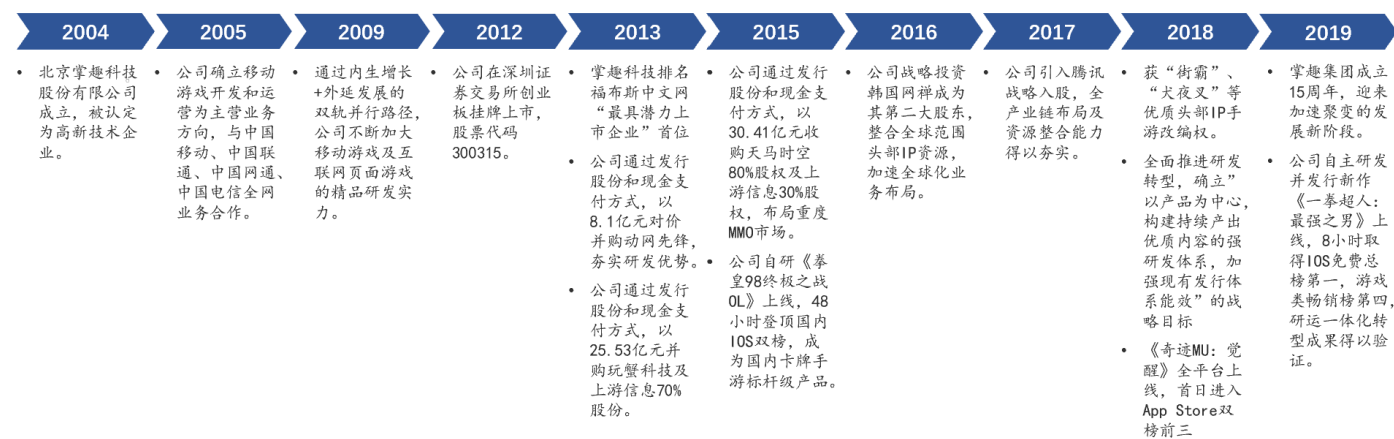 2004
2005
2009
2012
2013
2015
2016
2017
2018
2019
• 北京掌趣科技
股份有限公司
成立，被认定
为高新技术企
业。
• 公司确立移动
游戏开发和运
营为主营业务
方向，与中国
移动、中国联
通、中国网通、
中国电信全网
业务合作。
• 通过内生增长
+外延发展的
双轨并行路径，
公司不断加大
移动游戏及互
联网页面游戏
的精品研发实
力。
• 公司在深圳证
券交易所创业
板挂牌上市，
股票代码
300315。
• 掌趣科技排名
福布斯中文网
“最具潜力上
市企业”首位
• 公司通过发行
股份和现金支
付方式，以
8.1亿元对价
并购动网先锋，
夯实研发优势。
• 公司通过发行
股份和现金支
付方式，以
25.53亿元并
购玩蟹科技及
上游信息70%
股份。
• 公司通过发行
股份和现金支
付方式，以
30.41亿元收
购天马时空
80%股权及上
游信息30%股
权，布局重度
MMO市场。
• 公司自研《拳
皇98终极之战
OL》上线，48
小时登顶国内
IOS双榜，成
为国内卡牌手
游标杆级产品。
• 公司战略投资
韩国网禅成为
其第二大股东，
整合全球范围
头部IP资源，
加速全球化业
务布局。
• 公司引入腾讯
战略入股，全
产业链布局及
资源整合能力
得以夯实。
• 获“街霸”、
“犬夜叉”等
优质头部IP手
游改编权。
• 全面推进研发
转型，确立”
以产品为中心，
构建持续产出
优质内容的强
研发体系，加
强现有发行体
系能效”的战
略目标
• 《奇迹MU：觉
醒》全平台上
线，首日进入
App Store双
榜前三
• 掌趣集团成立
15周年，迎来
加速聚变的发
展新阶段。
• 公司自主研发
并发行新作
《一拳超人：
最强之男》上
线，8小时取
得IOS免费总
榜第一，游戏
类畅销榜第四，
研运一体化转
型成果得以验
证。